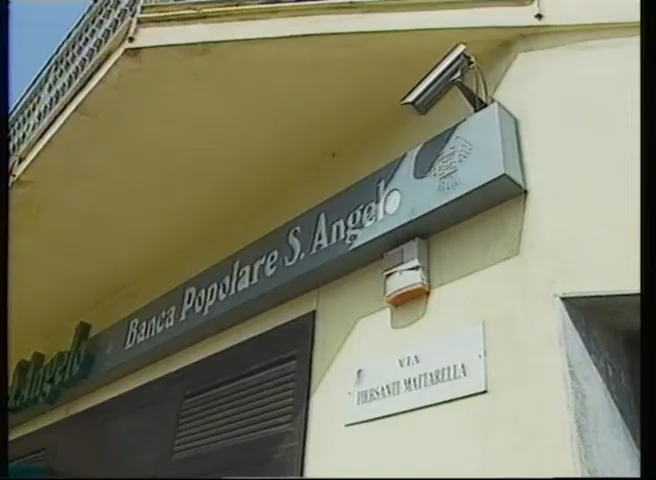 Banca Popolare S. Angelo
S. Angelo
VIA
PIERSANTI MATTARELLA